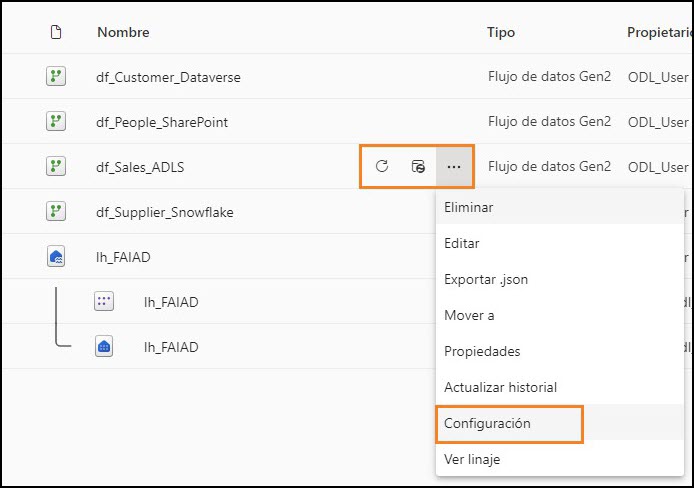 Nombre Tipo Propietario
df_Customer_Dataverse Flujo de datos Gen2 ODL_User
df_People_SharePoint Flujo de datos Gen2 ODL_User
df_Sales_ADLS ... Flujo de datos Gen2 ODL_User
df_Supplier_Snowflake
lh_FAIAD
lh_FAIAD
lh_FAIAD
Eliminar
Editar
Exportar .json
Mover a
Propiedades
Actualizar historial
Configuración
Ver linaje